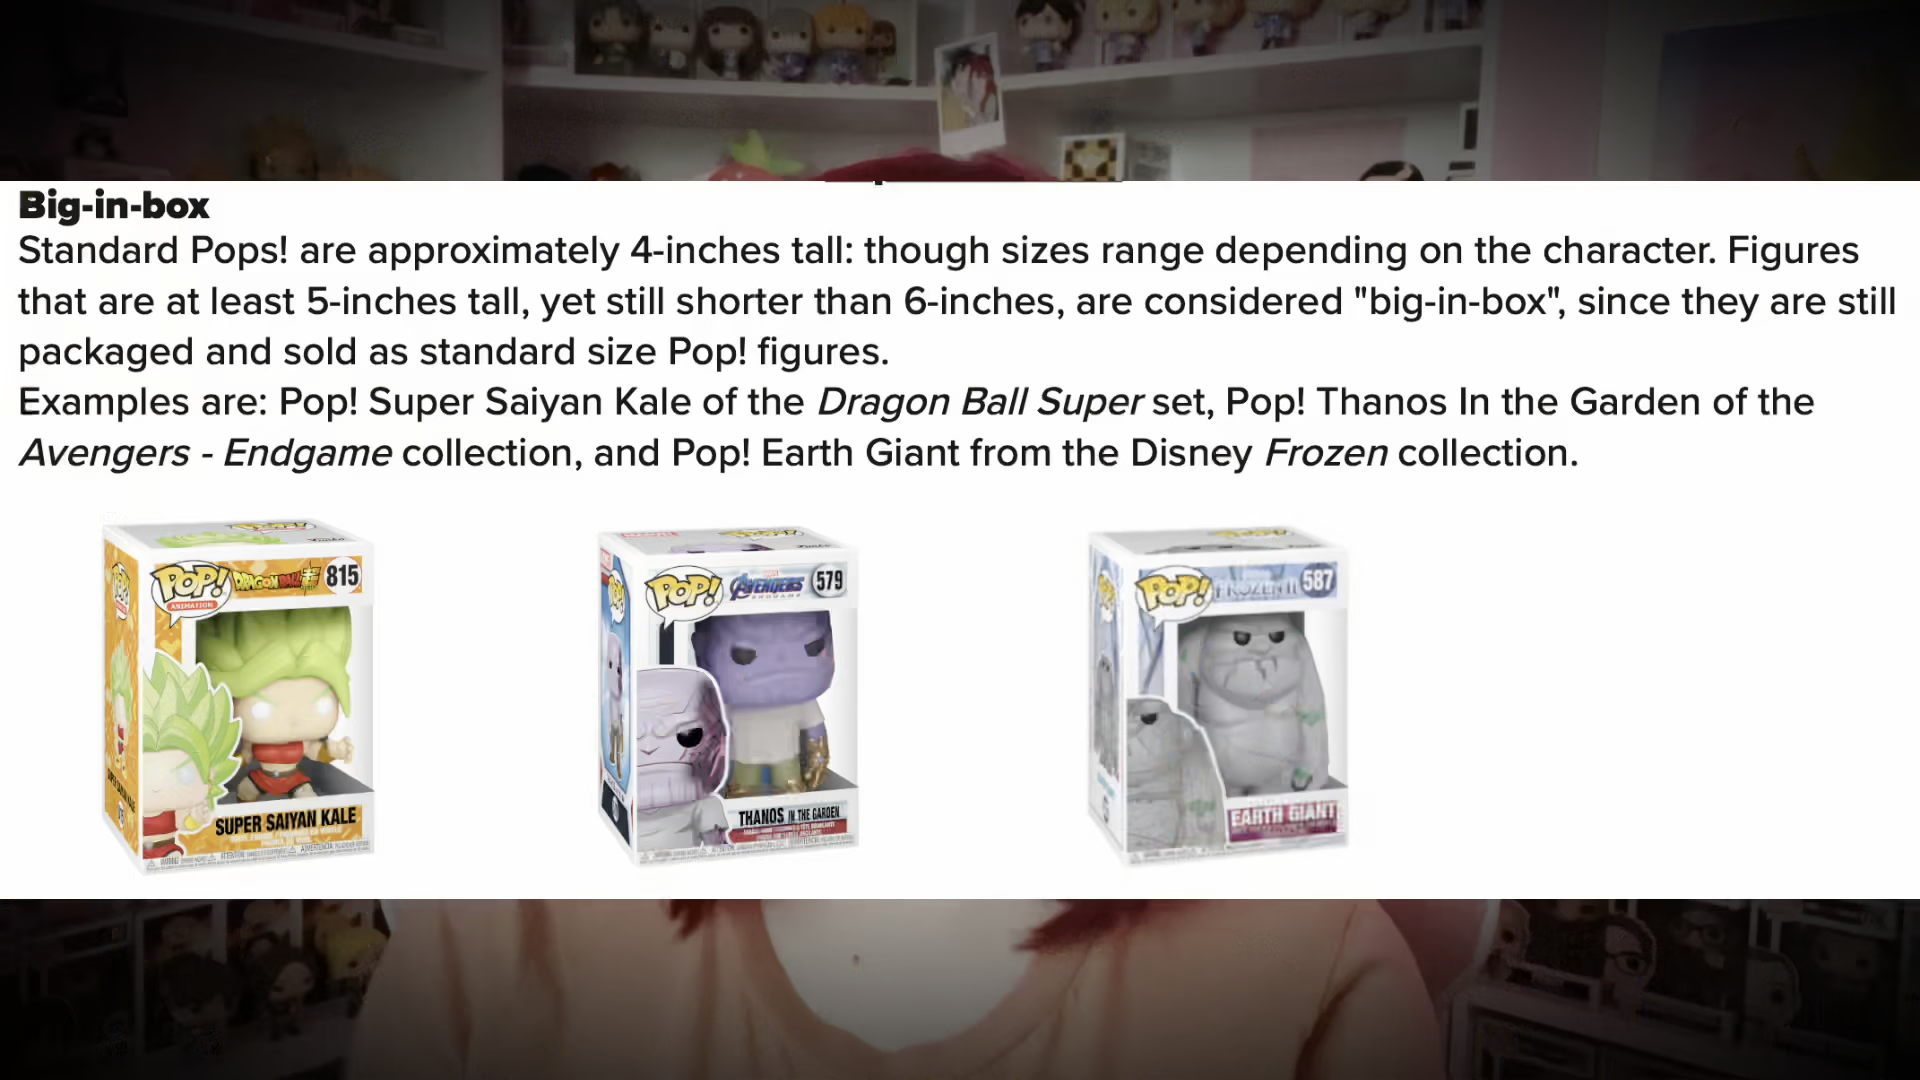 Big-in-box
Standard Pops! are approximately 4-inches tall: though sizes range depending on the character. Figures
that are at least 5-inches tall, yet still shorter than 6-inches, are considered "big-in-box", since they are still
packaged and sold as standard size Pop! figures.
Examples are: Pop! Super Saiyan Kale of the Dragon Ball Super set, Pop! Thanos In the Garden of the
Avengers - Endgame collection, and Pop! Earth Giant from the Disney Frozen collection.
POP! DRAGONBALL 815
ANIMATION
SUPER SAIYAN KALE
POP! AVENGERS 579
ENDGAME
THANOS IN THE GARDEN
POP! FROZEN II 587
EARTH GIANT